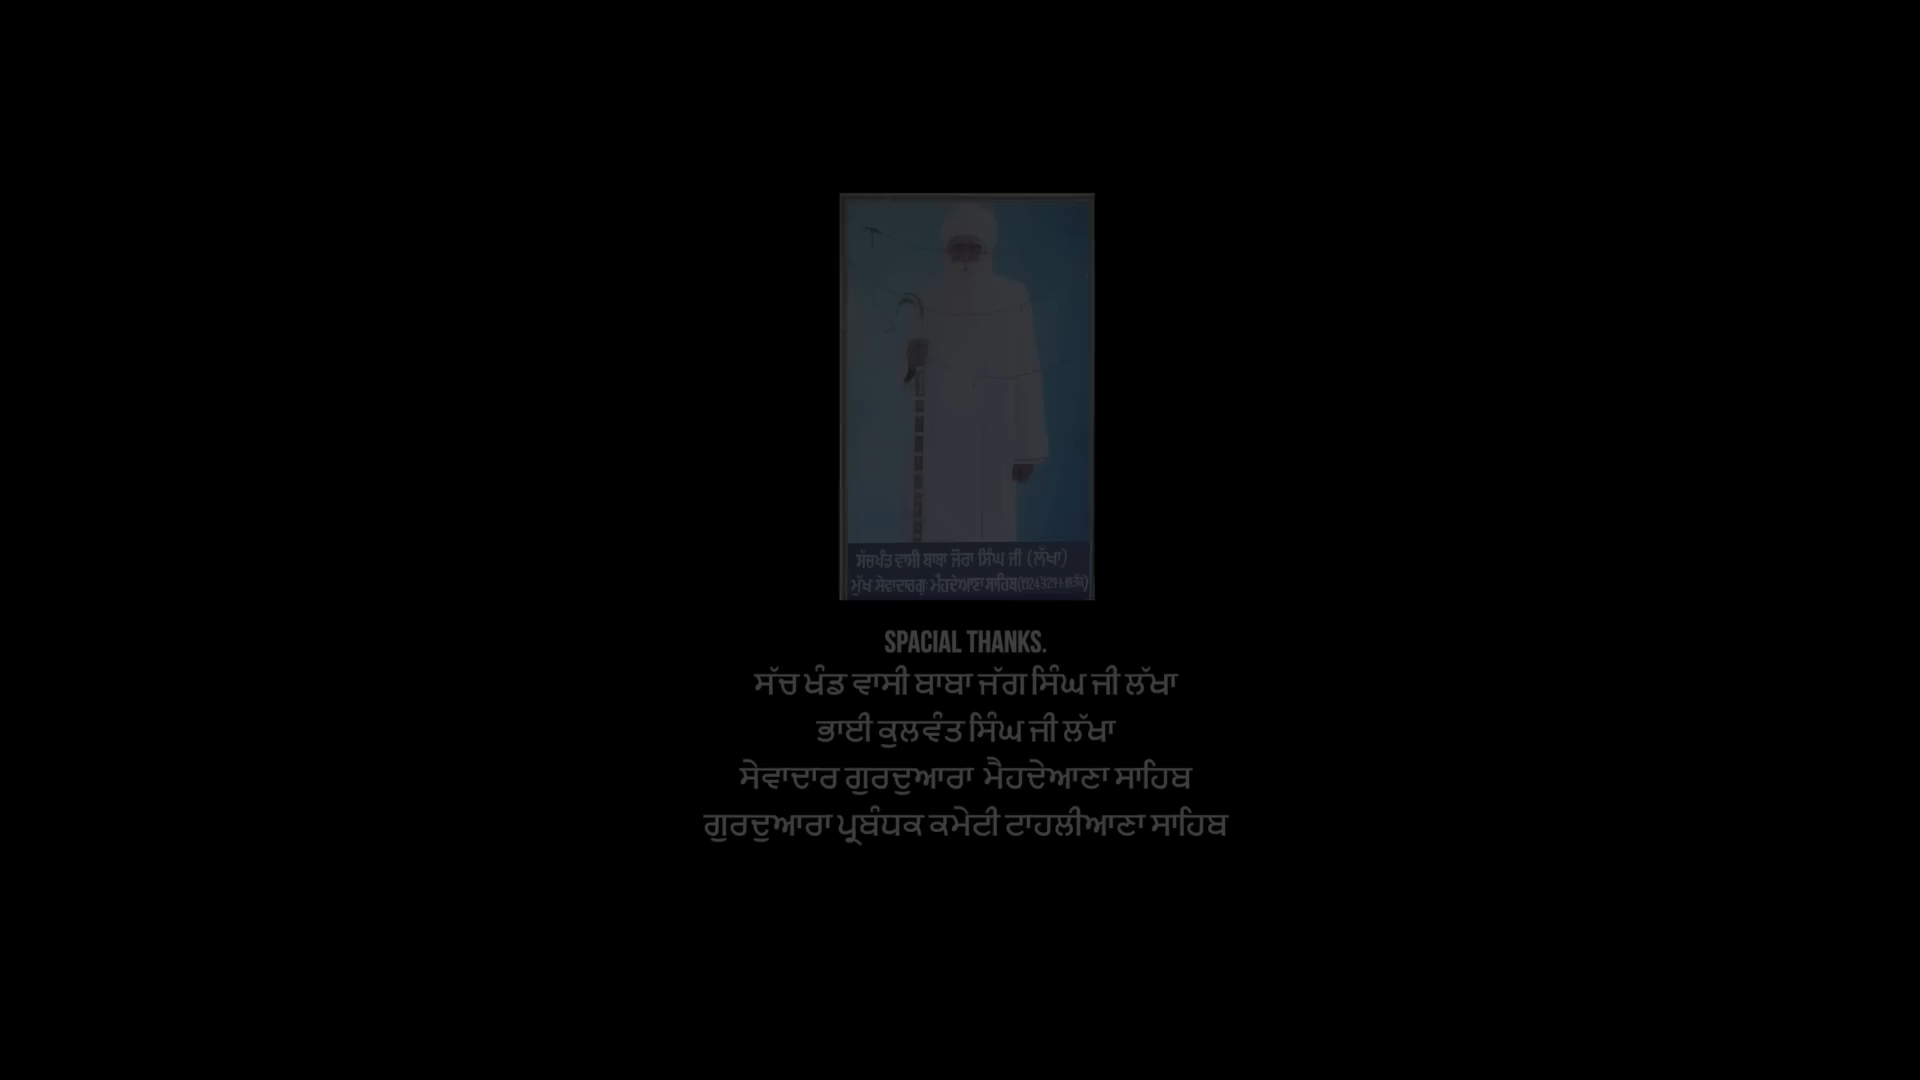 ਸੱਚਖੰਡ ਵਾਸੀ ਬਾਬਾ ਜੌਰਾ ਸਿੰਘ ਜੀ (ਲੱਖਾ)
ਮੁੱਖ ਸੇਵਾਦਾਰ ਗੁ: ਮੈਹਦੇਆਣਾ ਸਾਹਿਬ
SPACIAL THANKS.
ਸੱਚ ਖੰਡ ਵਾਸੀ ਬਾਬਾ ਜੱਗ ਸਿੰਘ ਜੀ ਲੱਖਾ
ਭਾਈ ਕੁਲਵੰਤ ਸਿੰਘ ਜੀ ਲੱਖਾ
ਸੇਵਾਦਾਰ ਗੁਰਦੁਆਰਾ ਮੈਹਦੇਆਣਾ ਸਾਹਿਬ
ਗੁਰਦੁਆਰਾ ਪ੍ਰਬੰਧਕ ਕਮੇਟੀ ਟਾਹਲੀਆਣਾ ਸਾਹਿਬ